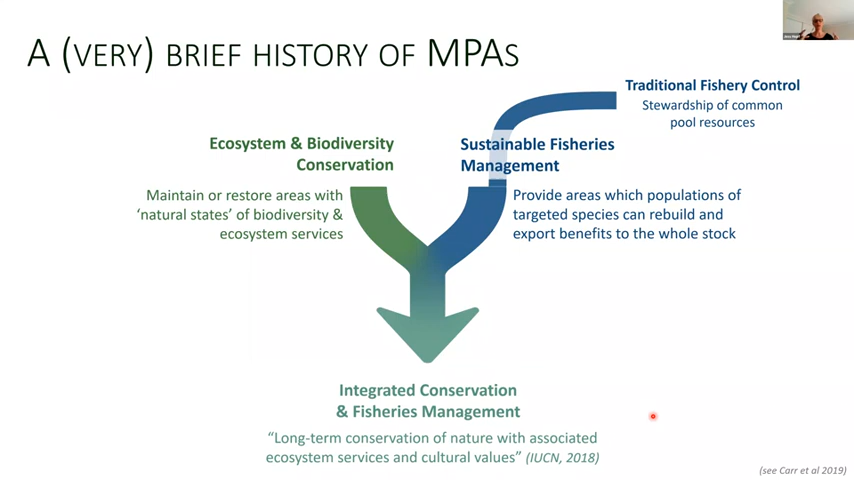 A (VERY) BRIEF HISTORY OF MPAS
Traditional Fishery Control
Stewardship of common
pool resources
Ecosystem & Biodiversity
Conservation
Maintain or restore areas with
‘natural states’ of biodiversity &
ecosystem services
Sustainable Fisheries
Management
Provide areas which populations of
targeted species can rebuild and
export benefits to the whole stock
Integrated Conservation
& Fisheries Management
“Long-term conservation of nature with associated
ecosystem services and cultural values” (IUCN, 2018)
(see Carr et al 2019)